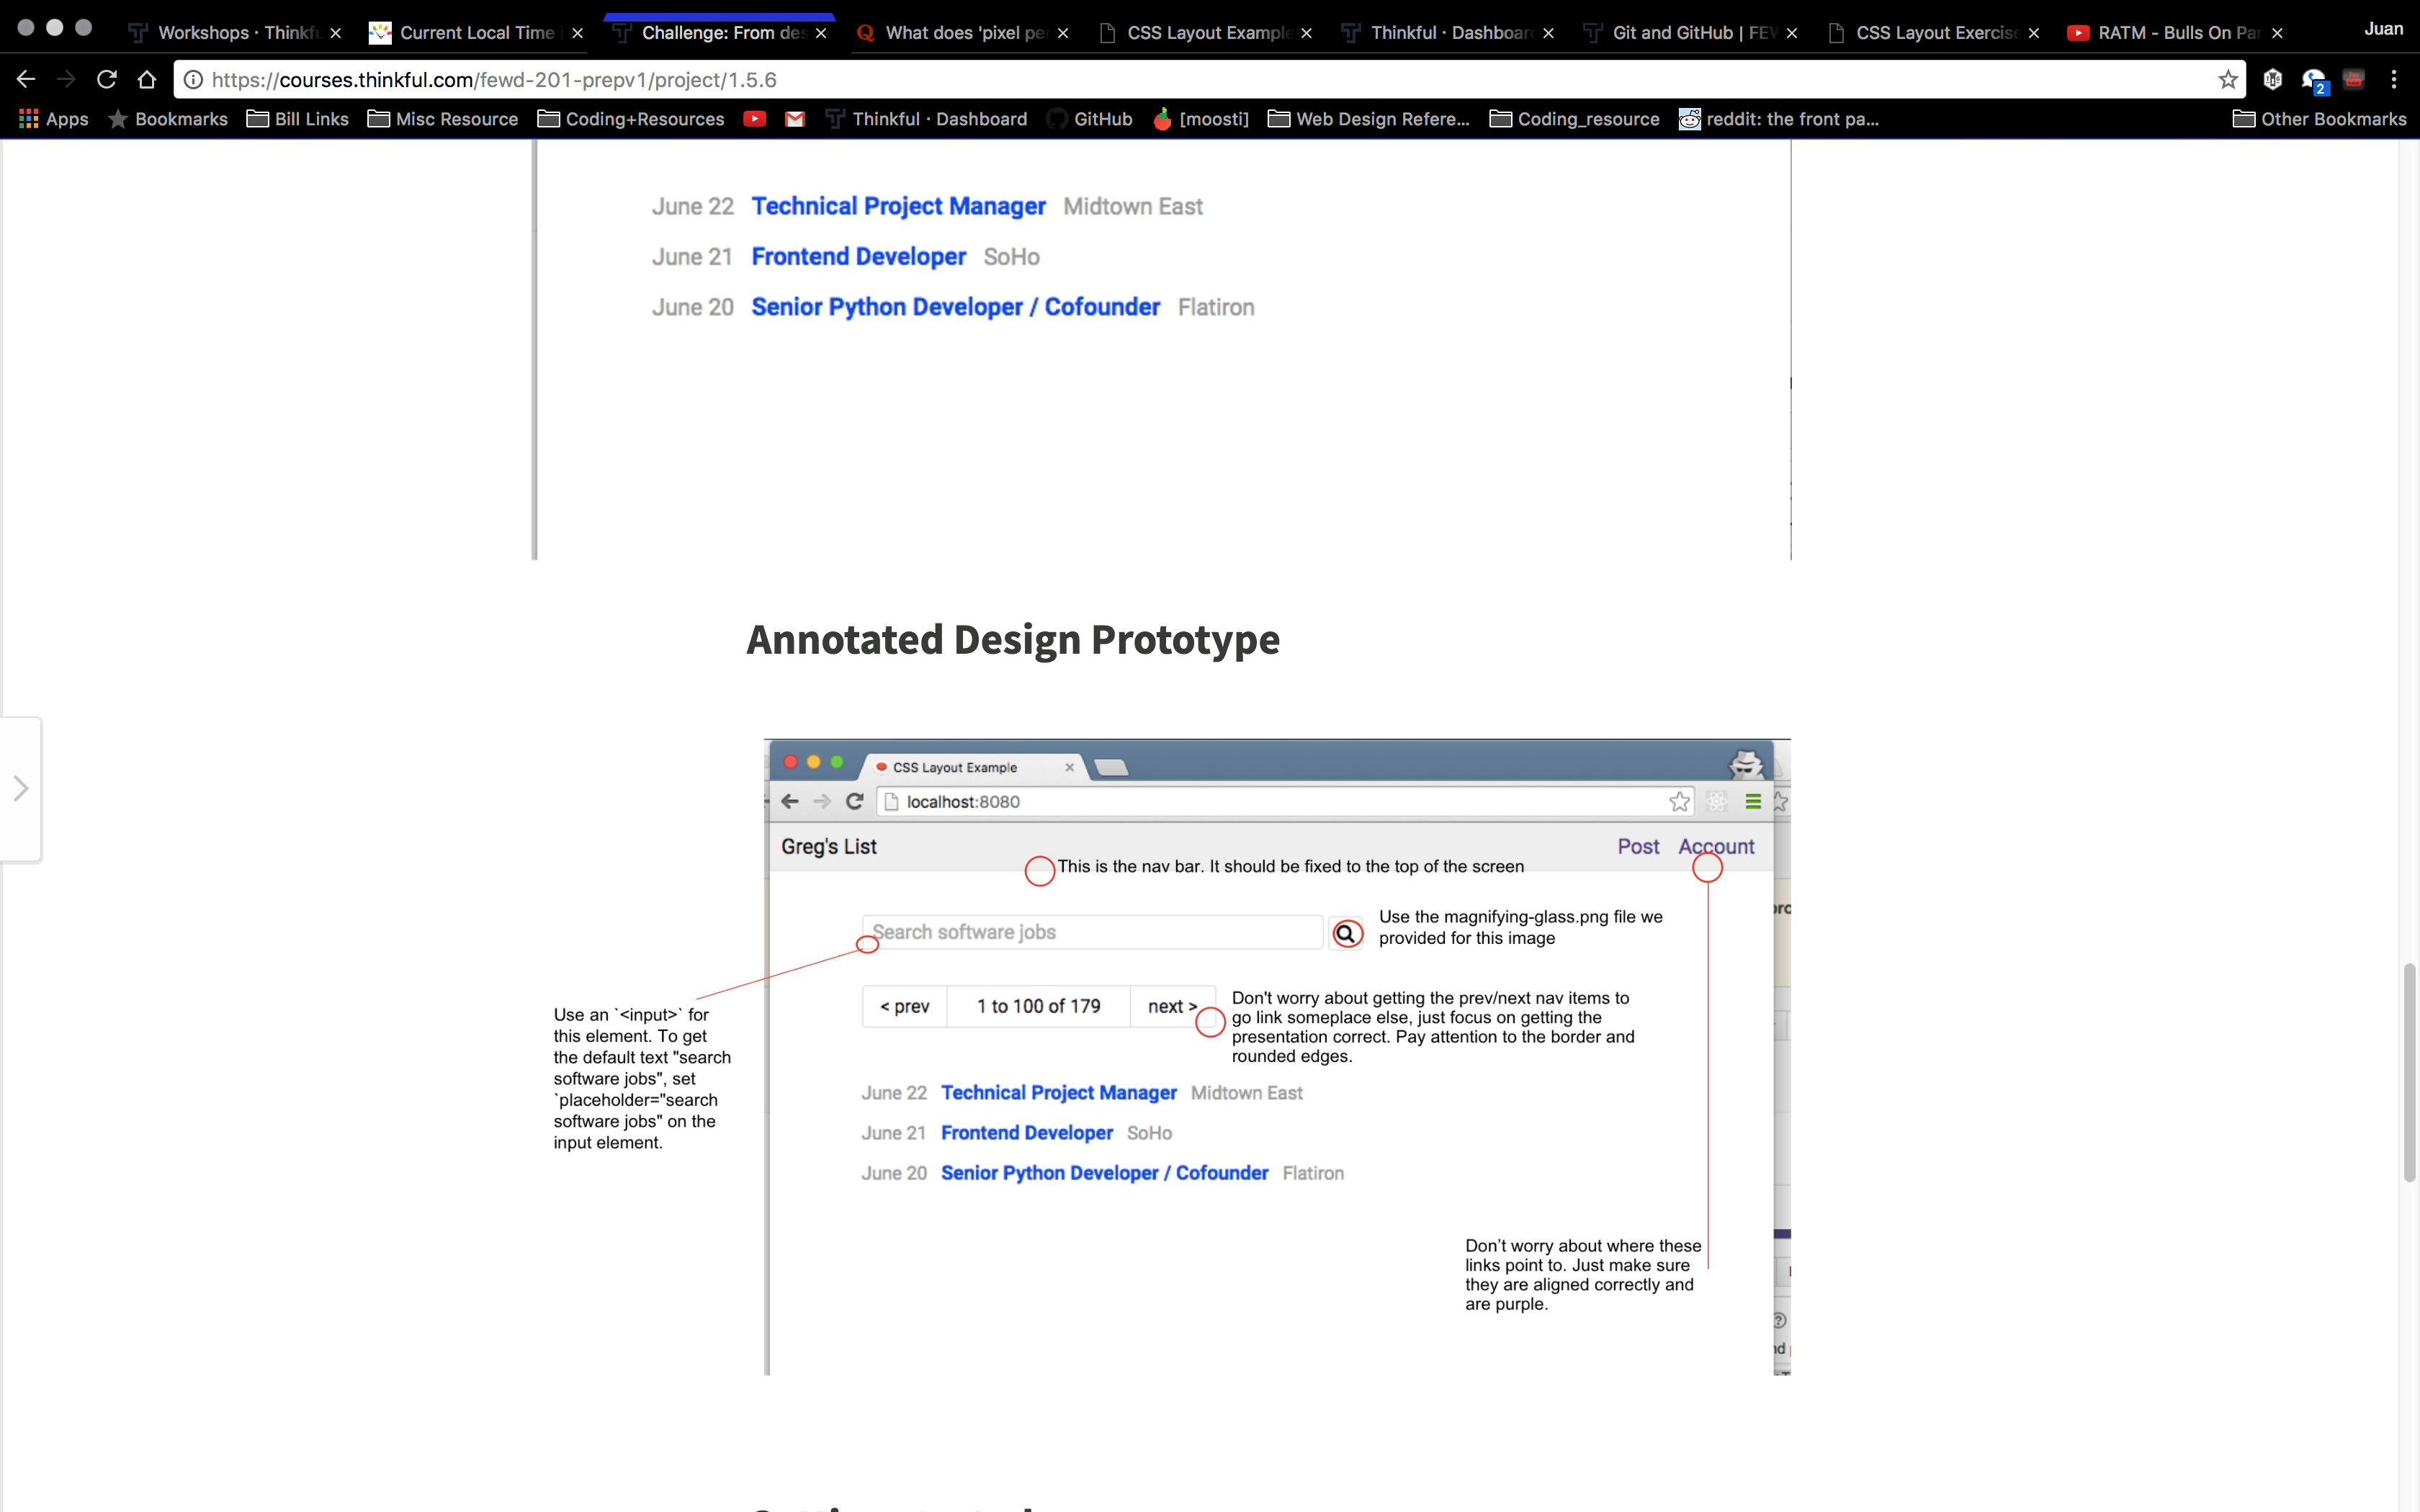 Workshops · Thinkfu
Current Local Time i
Challenge: From des
What does 'pixel pe
CSS Layout Example
Thinkful · Dashboard
Git and GitHub | FEW
CSS Layout Exercise
RATM - Bulls On Par
Juan
https://courses.thinkful.com/fewd-201-prepv1/project/1.5.6
2
Apps
Bookmarks
Bill Links
Misc Resource
Coding+Resources
Thinkful · Dashboard
GitHub
[moosti]
Web Design Refere...
Coding_resource
reddit: the front pa...
Other Bookmarks
June 22 Technical Project Manager Midtown East
June 21 Frontend Developer SoHo
June 20 Senior Python Developer / Cofounder Flatiron
Annotated Design Prototype
CSS Layout Example
localhost:8080
Greg's List
Post Account
This is the nav bar. It should be fixed to the top of the screen
Search software jobs
Use the magnifying-glass.png file we
provided for this image
< prev
1 to 100 of 179
next >
Don't worry about getting the prev/next nav items to
go link someplace else, just focus on getting the
presentation correct. Pay attention to the border and
rounded edges.
Use an `<input>` for
this element. To get
the default text "search
software jobs", set
`placeholder="search
software jobs" on the
input element.
June 22 Technical Project Manager Midtown East
June 21 Frontend Developer SoHo
June 20 Senior Python Developer / Cofounder Flatiron
Don't worry about where these
links point to. Just make sure
they are aligned correctly and
are purple.